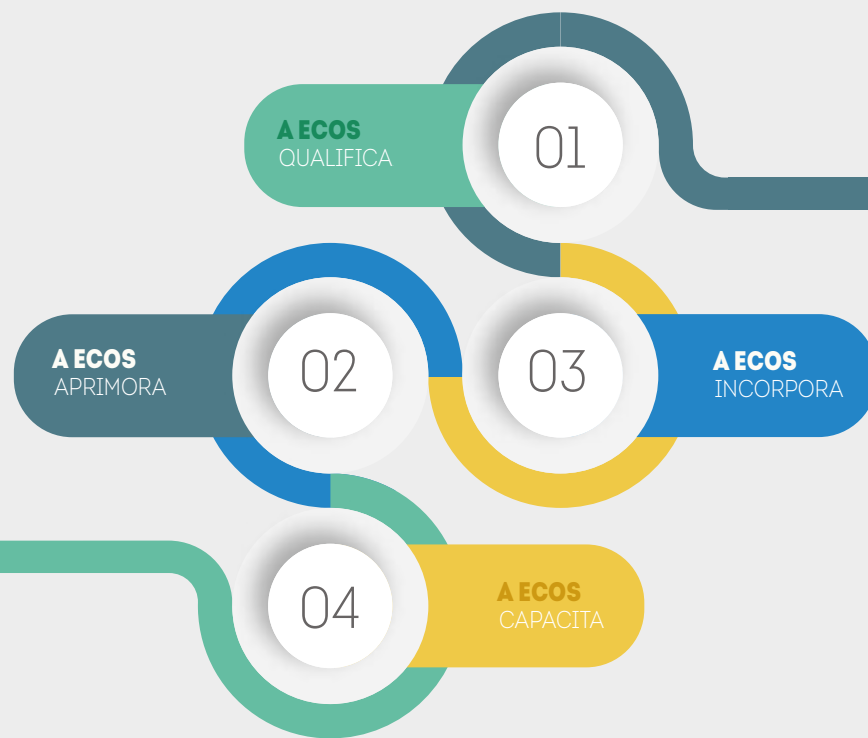 A ECOS
QUALIFICA
01
A ECOS
APRIMORA
02
03
A ECOS
INCORPORA
04
A ECOS
CAPACITA